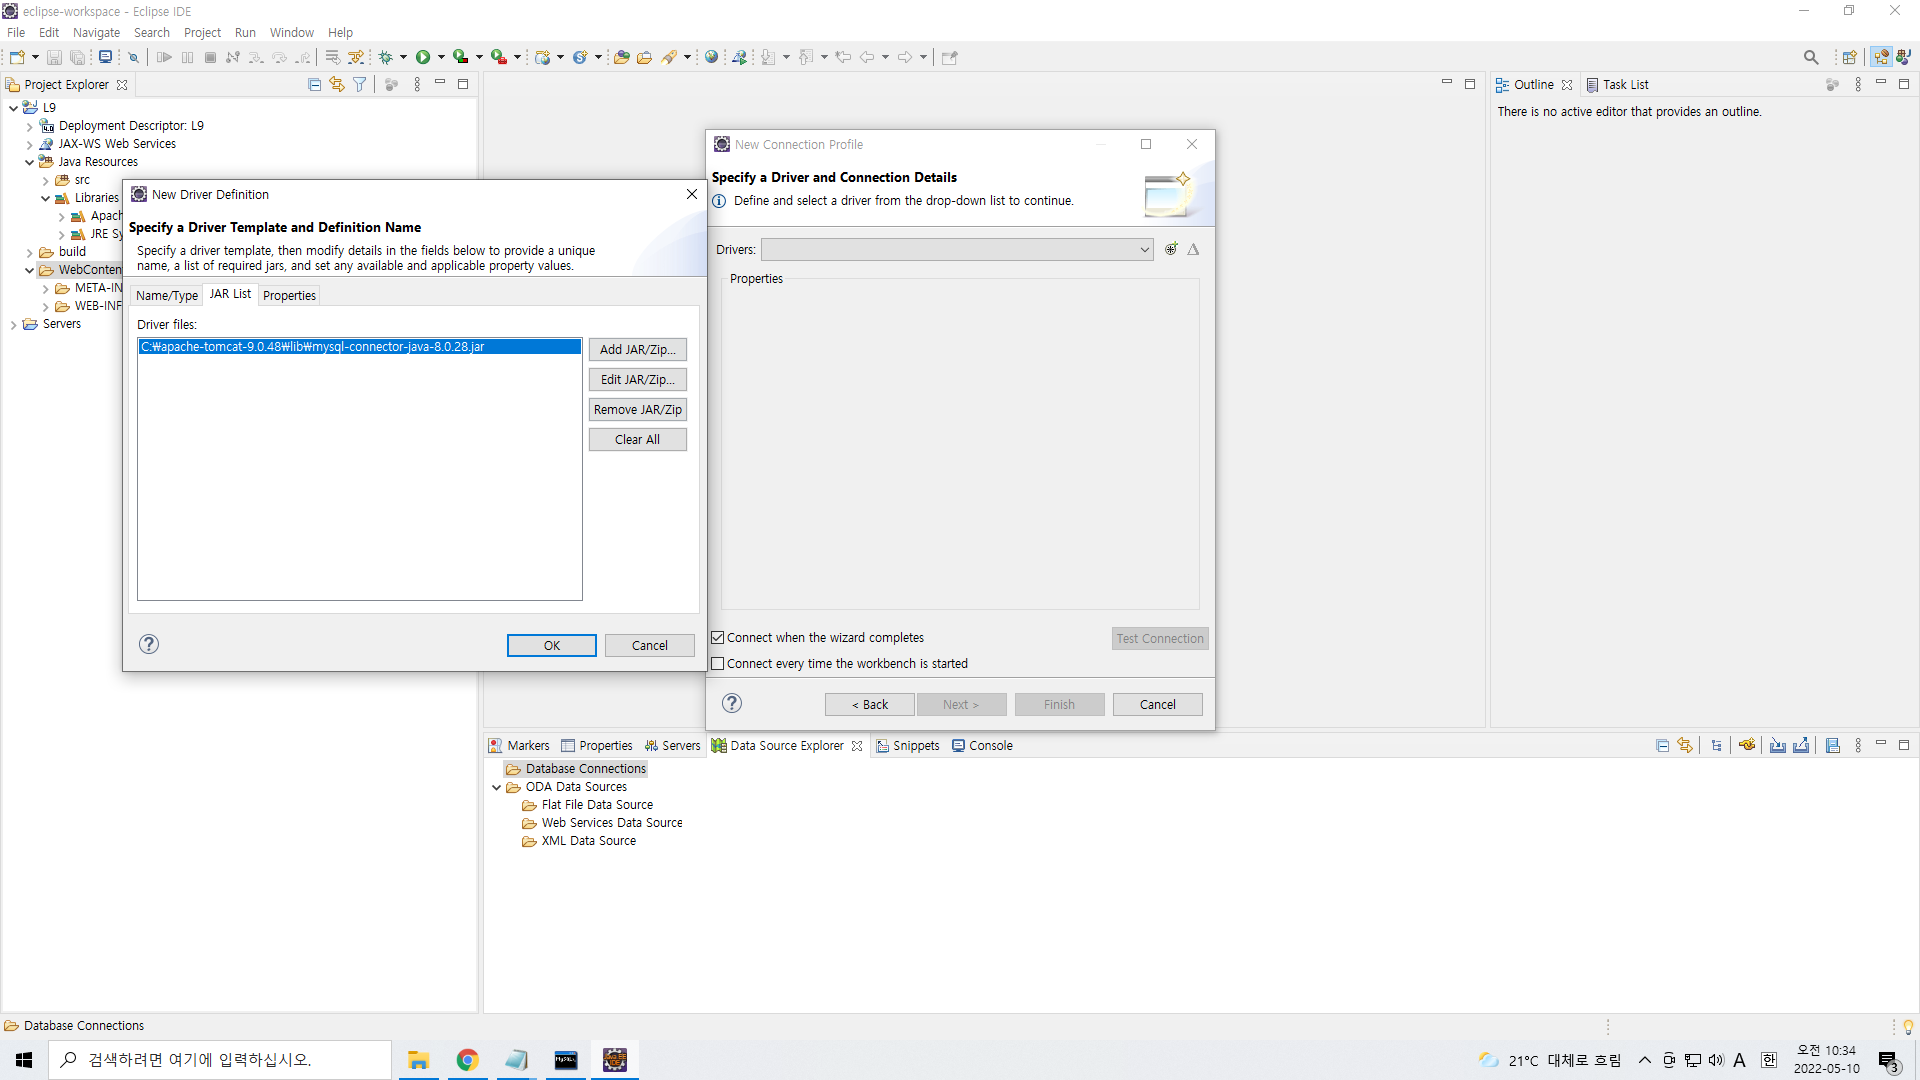 eclipse-workspace - Eclipse IDE
File Edit Navigate Search Project Run Window Help
Project Explorer
L9
Deployment Descriptor: L9
JAX-WS Web Services
Java Resources
src
Libraries
Apach
JRE Sy
build
WebConten
META-IN
WEB-INF
Servers
New Driver Definition
Specify a Driver Template and Definition Name
Specify a driver template, then modify details in the fields below to provide a unique
name, a list of required jars, and set any available and applicable property values.
Name/Type JAR List Properties
Driver files:
C:₩apache-tomcat-9.0.48₩lib₩mysql-connector-java-8.0.28.jar
Add JAR/Zip...
Edit JAR/Zip...
Remove JAR/Zip
Clear All
OK Cancel
New Connection Profile
Specify a Driver and Connection Details
Define and select a driver from the drop-down list to continue.
Drivers:
Properties
Connect when the wizard completes
Test Connection
Connect every time the workbench is started
< Back Next > Finish Cancel
Outline Task List
There is no active editor that provides an outline.
Markers Properties Servers Data Source Explorer Snippets Console
Database Connections
ODA Data Sources
Flat File Data Source
Web Services Data Source
XML Data Source
Database Connections
검색하려면 여기에 입력하십시오.
21°C 대체로 흐림
A 한
오전 10:34
2022-05-10
3